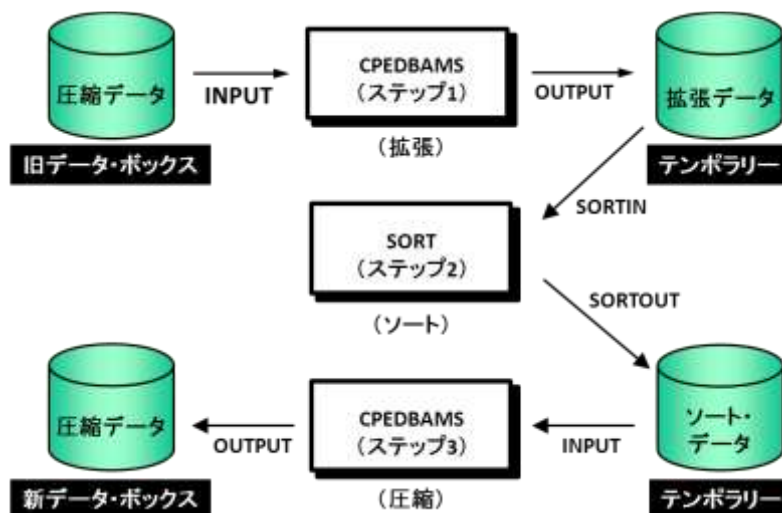 圧縮データ
旧データ・ボックス
INPUT
CPEDBAMS
(ステップ1)
(拡張)
OUTPUT
拡張データ
テンポラリー
SORTIN
SORT
(ステップ2)
(ソート)
SORTOUT
ソート・
データ
テンポラリー
INPUT
CPEDBAMS
(ステップ3)
(圧縮)
OUTPUT
圧縮データ
新データ・ボックス